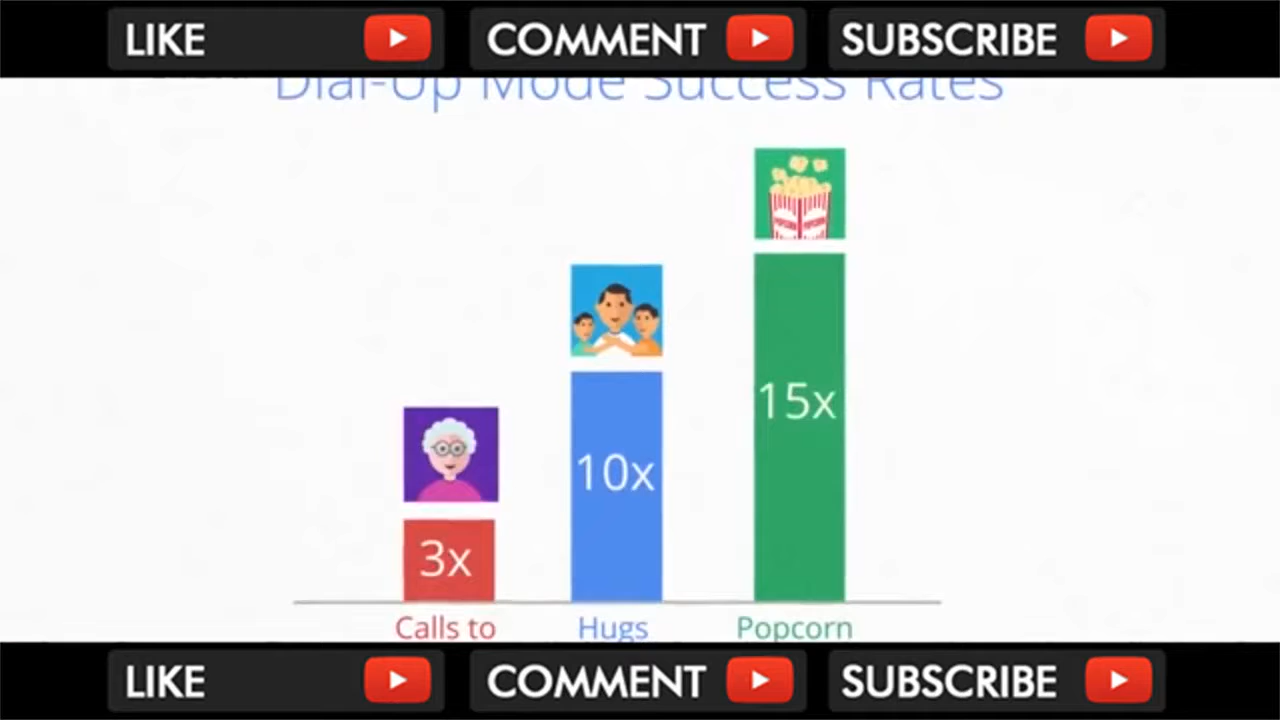 LIKE COMMENT SUBSCRIBE
Dial-Up Mode Success Rates
15x
10x
3x
Calls to Hugs Popcorn
LIKE COMMENT SUBSCRIBE